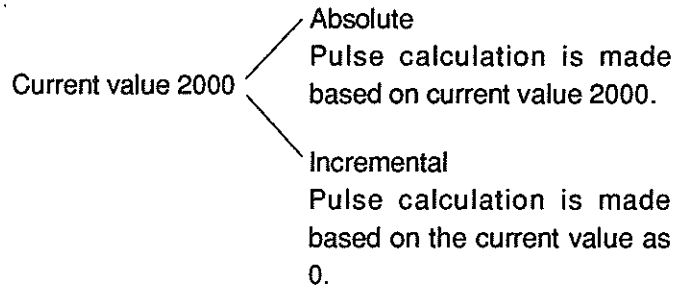 Current value 2000
Absolute
Pulse calculation is made
based on current value 2000.
Incremental
Pulse calculation is made
based on the current value as
0.